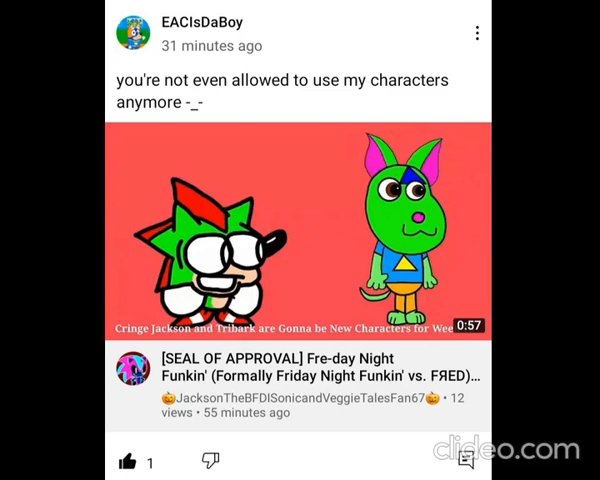 EACIsDaBoy
31 minutes ago
you're not even allowed to use my characters
anymore -_-
Cringe Jackson and Tribark are Gonna be New Characters for Wee
0:57
[SEAL OF APPROVAL] Fre-day Night
Funkin' (Formally Friday Night Funkin' vs. FЯED)...
🎃JacksonTheBFDISonicandVeggieTalesFan67🎃 • 12
views • 55 minutes ago
1
clideo.com